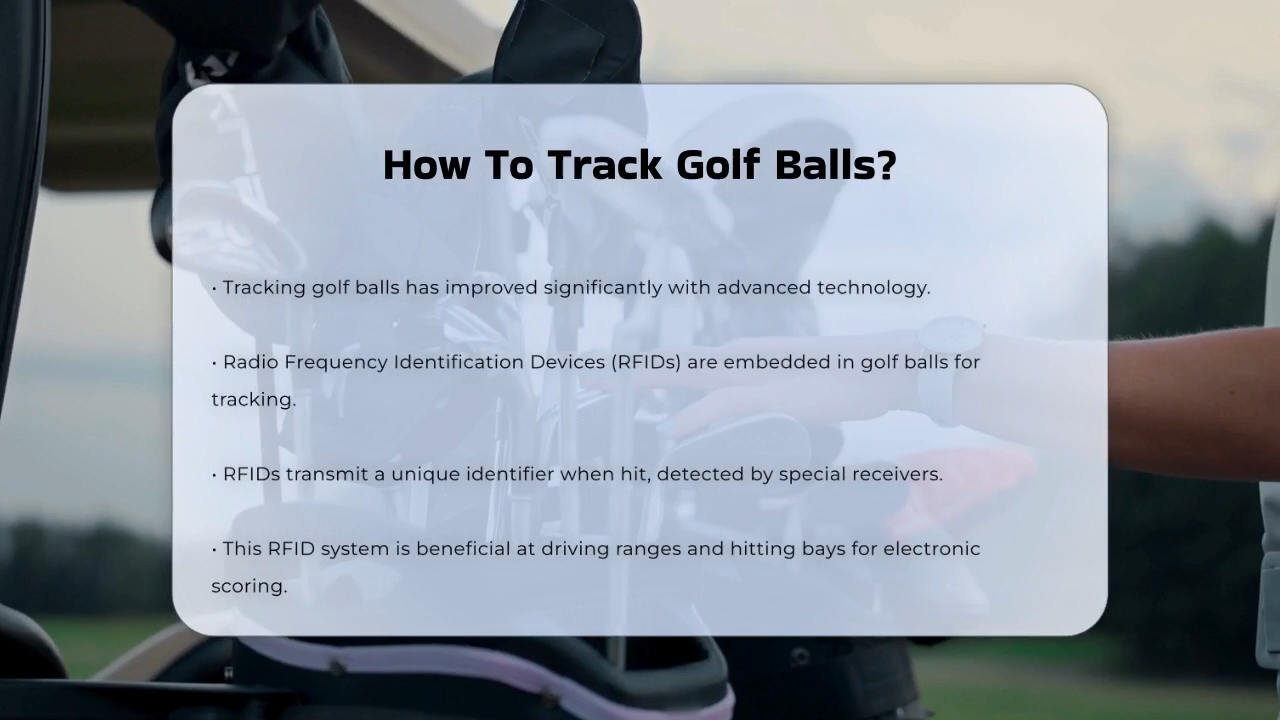 How To Track Golf Balls?
• Tracking golf balls has improved significantly with advanced technology.
• Radio Frequency Identification Devices (RFIDs) are embedded in golf balls for
tracking.
• RFIDs transmit a unique identifier when hit, detected by special receivers.
• This RFID system is beneficial at driving ranges and hitting bays for electronic
scoring.